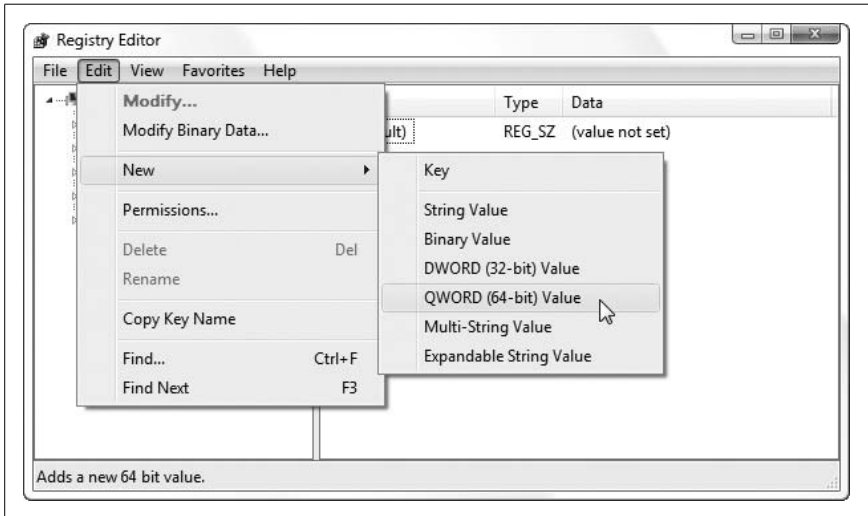 Registry Editor
File Edit View Favorites Help
Type Data
ult) REG_SZ (value not set)
Modify...
Modify Binary Data...
New
Permissions...
Delete Del
Rename
Copy Key Name
Find... Ctrl+F
Find Next F3
Key
String Value
Binary Value
DWORD (32-bit) Value
QWORD (64-bit) Value
Multi-String Value
Expandable String Value
Adds a new 64 bit value.